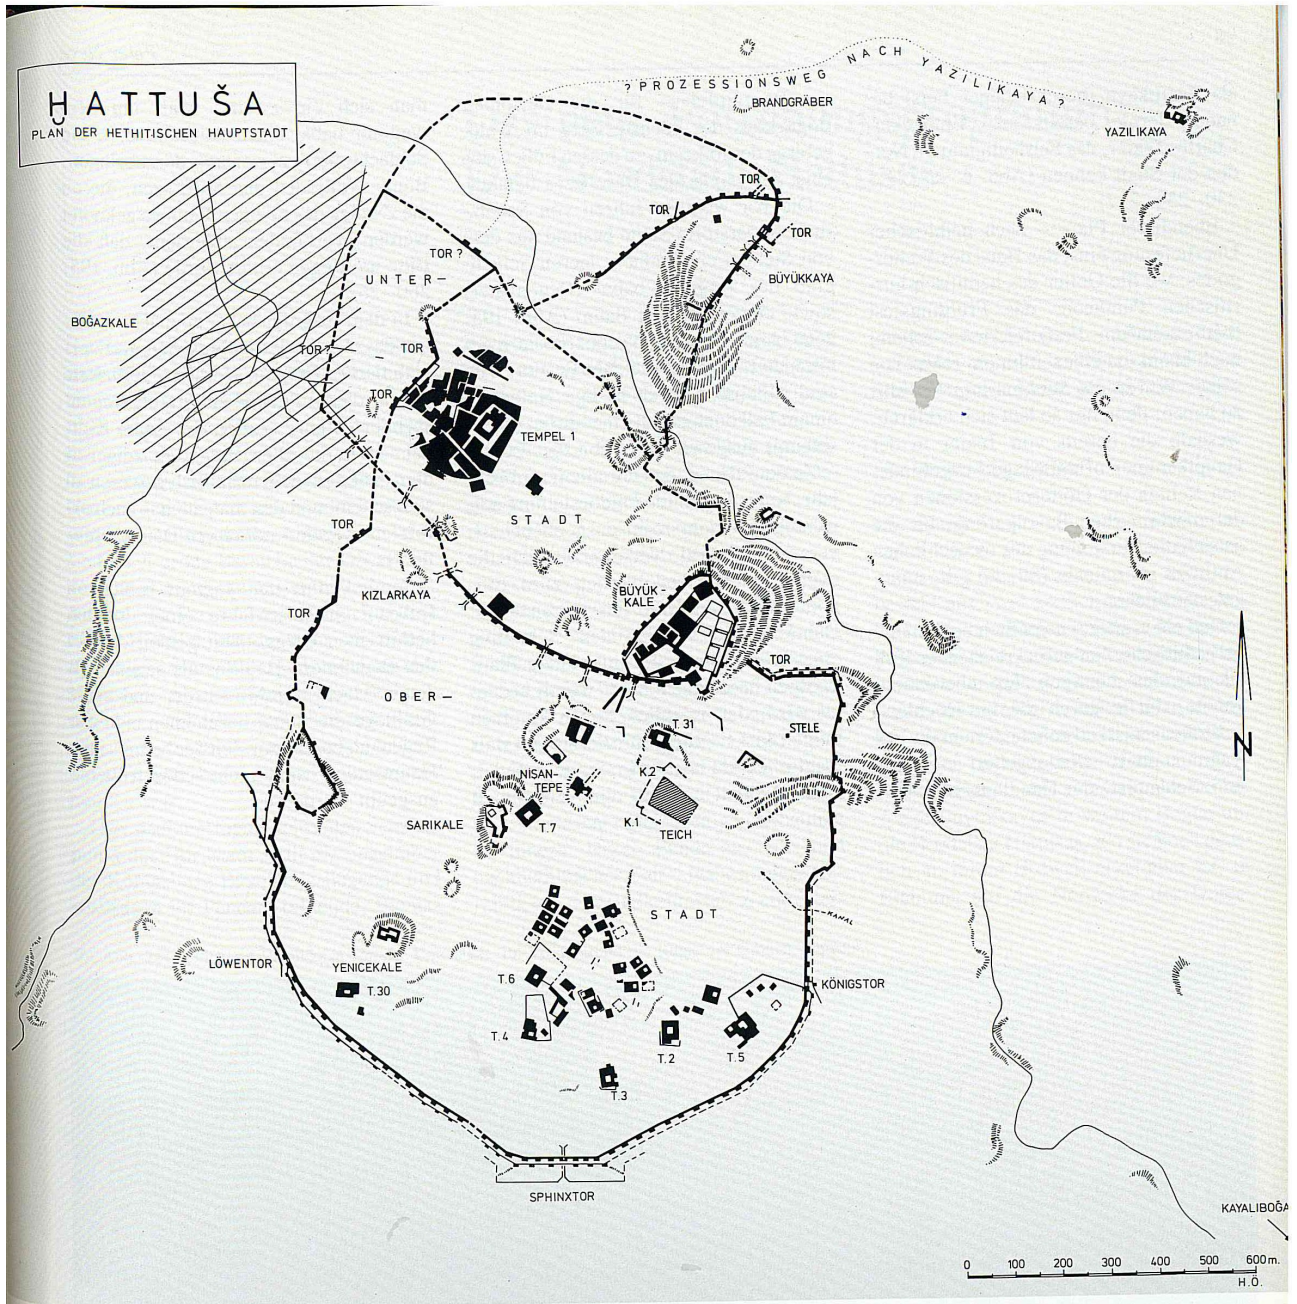 ḪATTUŠA
PLAN DER HETHITISCHEN HAUPTSTADT
? PROZESSIONSWEG NACH YAZILIKAYA ?
BRANDGRÄBER
YAZILIKAYA
TOR
TOR
TOR
TOR ?
UNTER –
BÜYÜKKAYA
BOĞAZKALE
TOR ?
TOR
TOR
TEMPEL 1
STADT
TOR
KIZLARKAYA
BÜYÜK-
KALE
TOR
TOR
OBER –
T. 31
STELE
NIŞAN-
TEPE
K.2
SARIKALE
T.7
K.1
TEICH
STADT
KANAL
LÖWENTOR
YENICEKALE
T.30
T.6
KÖNIGSTOR
T.4
T.2
T.5
T.3
SPHINXTOR
N
KAYALIBOĞA
0 100 200 300 400 500 600 m.
H.Ö.